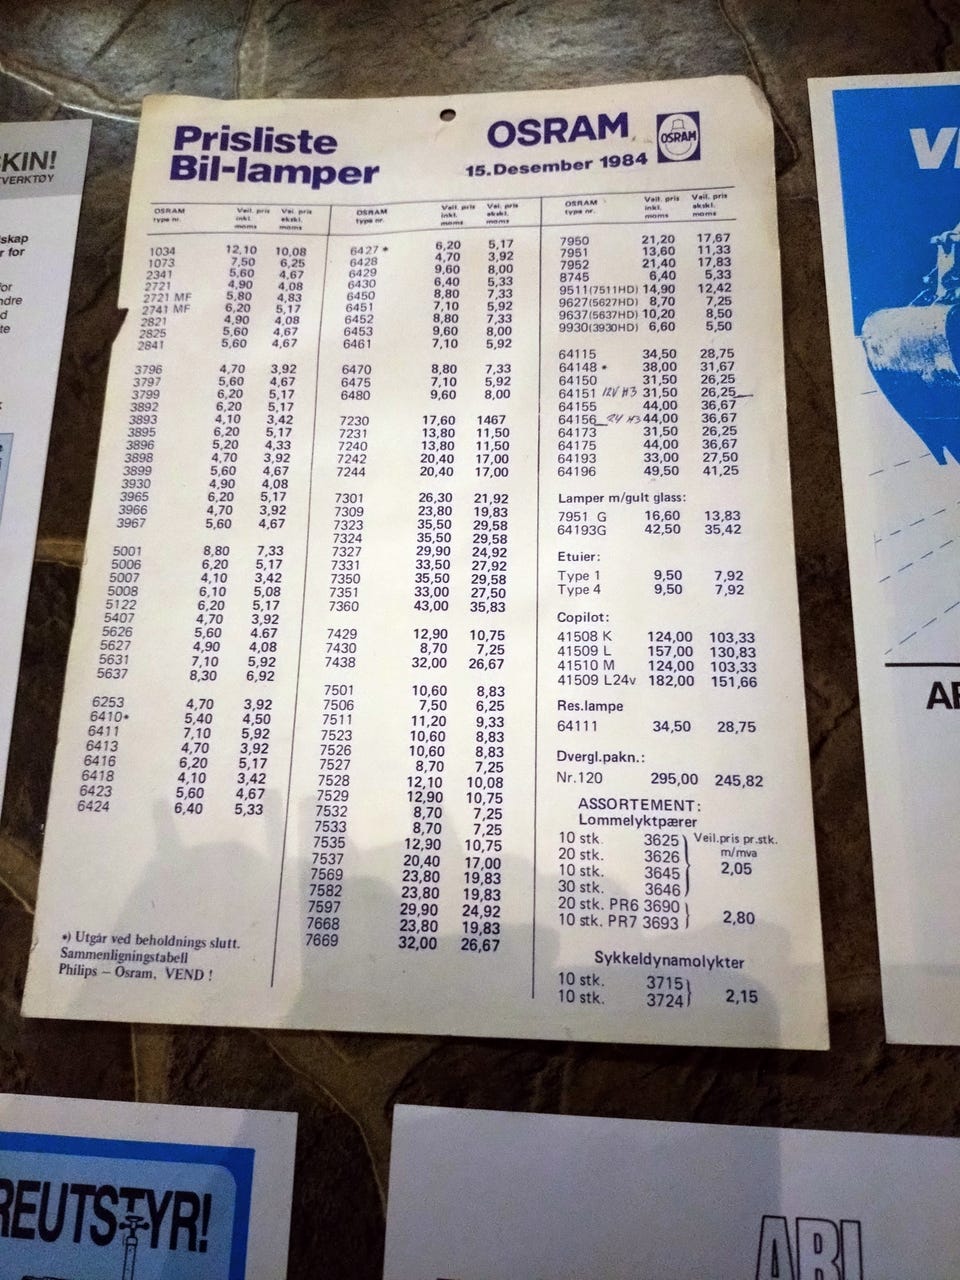 Prisliste
Bil-lamper
OSRAM
OSRAM
15.Desember 1984
OSRAM type nr. Veil. pris inkl. moms Vei. pris ekskl. moms
1034 12,10 10,08
1073 7,50 6,25
2341 5,60 4,67
2721 4,90 4,08
2721 MF 5,80 4,83
2741 MF 6,20 5,17
2821 4,90 4,08
2825 5,60 4,67
2841 5,60 4,67
3796 4,70 3,92
3797 5,60 4,67
3799 6,20 5,17
3892 6,20 5,17
3893 4,10 3,42
3895 6,20 5,17
3896 5,20 4,33
3898 4,70 3,92
3899 5,60 4,67
3930 4,90 4,08
3965 6,20 5,17
3966 4,70 3,92
3967 5,60 4,67
5001 8,80 7,33
5006 6,20 5,17
5007 4,10 3,42
5008 6,10 5,08
5122 6,20 5,17
5407 4,70 3,92
5626 5,60 4.67
5627 4,90 4,08
5631 7,10 5,92
5637 8,30 6,92
6253 4,70 3,92
6410* 5,40 4,50
6411 7,10 5,92
6413 4,70 3,92
6416 6,20 5,17
6418 4,10 3,42
6423 5,60 4,67
6424 6,40 5,33
*) Utgår ved beholdnings slutt.
Sammenligningstabell
Philips – Osram, VEND !
OSRAM type nr. Veil. pris inkl. moms Vei. pris ekskl. moms
6427 * 6,20 5,17
6428 4,70 3,92
6429 9,60 8,00
6430 6,40 5,33
6450 8,80 7,33
6451 7,10 5,92
6452 8,80 7,33
6453 9,60 8,00
6461 7,10 5,92
6470 8,80 7,33
6475 7,10 5,92
6480 9,60 8,00
7230 17,60 1467
7231 13,80 11,50
7240 13,80 11,50
7242 20,40 17,00
7244 20,40 17,00
7301 26,30 21,92
7309 23,80 19,83
7323 35,50 29,58
7324 35,50 29,58
7327 29,90 24,92
7331 33,50 27,92
7350 35,50 29,58
7351 33,00 27,50
7360 43,00 35,83
7429 12,90 10,75
7430 8,70 7,25
7438 32,00 26,67
7501 10,60 8,83
7506 7,50 6,25
7511 11,20 9,33
7523 10,60 8,83
7526 10,60 8,83
7527 8,70 7,25
7528 12,10 10,08
7529 12,90 10,75
7532 8,70 7,25
7533 8,70 7,25
7535 12,90 10,75
7537 20,40 17,00
7569 23,80 19,83
7582 23,80 19,83
7597 29,90 24,92
7668 23,80 19,83
7669 32,00 26,67
OSRAM type nr. Veil. pris inkl. moms Veil. pris ekskl. moms
7950 21,20 17,67
7951 13,60 11,33
7952 21,40 17,83
8745 6,40 5,33
9511(7511HD) 14,90 12,42
9627(5627HD) 8,70 7,25
9637(5637HD) 10,20 8,50
9930(3930HD) 6,60 5,50
64115 34,50 28,75
64148 * 38,00 31,67
64150 31,50 26,25
64151 12V H3 31,50 26,25
64155 44,00 36,67
64156 24 H3 44,00 36,67
64173 31,50 26,25
64175 44,00 36,67
64193 33,00 27,50
64196 49,50 41,25
Lamper m/gult glass:
7951 G 16,60 13,83
64193G 42,50 35,42
Etuier:
Type 1 9,50 7,92
Type 4 9,50 7,92
Copilot:
41508 K 124,00 103,33
41509 L 157,00 130,83
41510 M 124,00 103,33
41509 L24v 182,00 151,66
Res.lampe
64111 34,50 28,75
Dvergl.pakn.:
Nr.120 295,00 245,82
ASSORTEMENT:
Lommelyktpærer
10 stk. 3625 Veil.pris pr.stk.
20 stk. 3626 m/mva
10 stk. 3645 2,05
30 stk. 3646
20 stk. PR6 3690
10 stk. PR7 3693 2,80
Sykkeldynamolykter
10 stk. 3715
10 stk. 3724 2,15
KIN!
TVERKTØY
REUTSTYR!